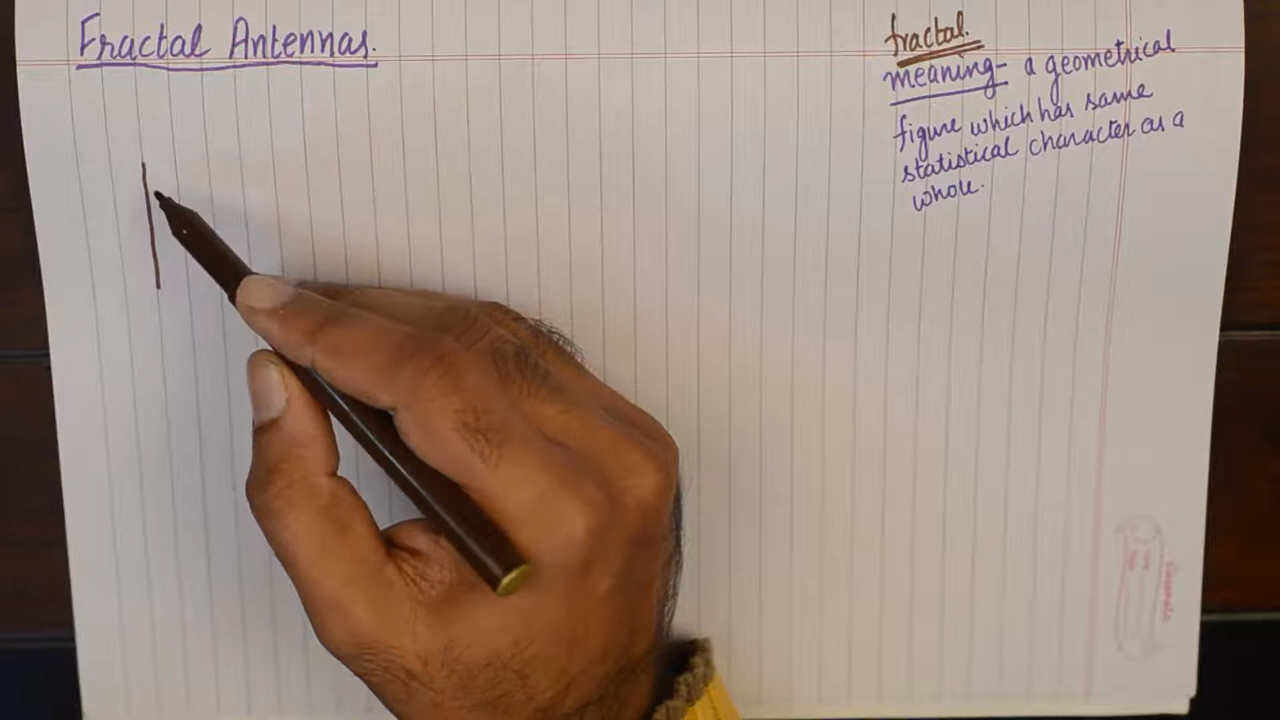 Fractal Antennas.
fractal.
meaning- a geometrical
figure which has same
statistical character as a
whole.